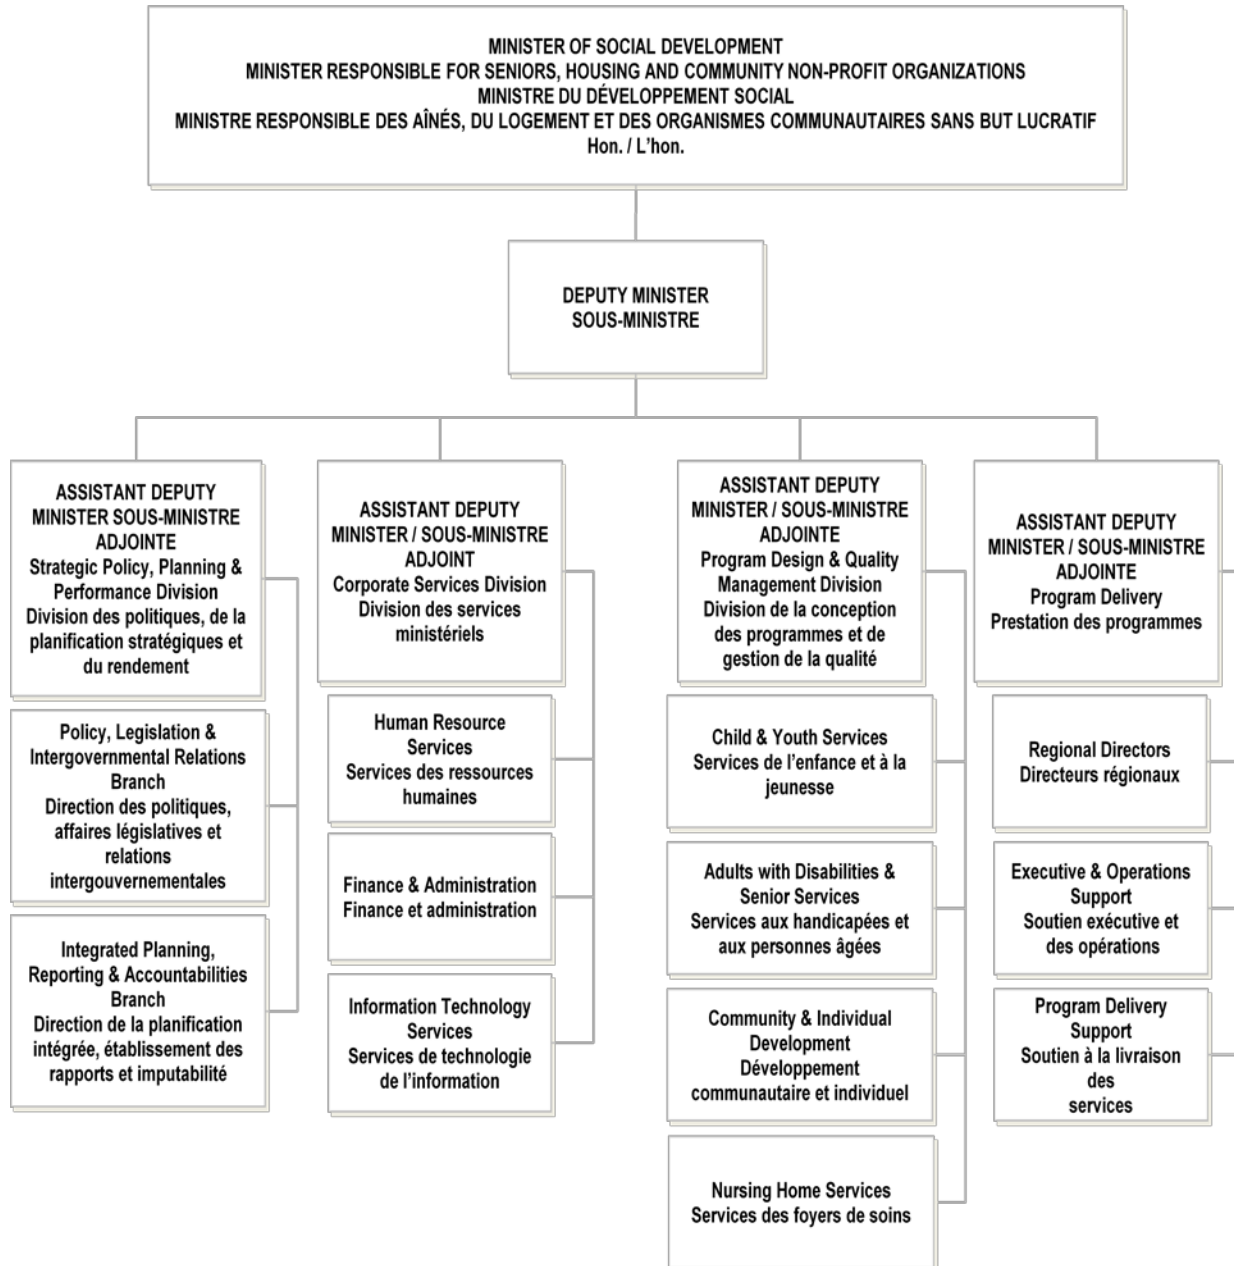 MINISTER OF SOCIAL DEVELOPMENT
MINISTER RESPONSIBLE FOR SENIORS, HOUSING AND COMMUNITY NON-PROFIT ORGANIZATIONS
MINISTRE DU DÉVELOPPEMENT SOCIAL
MINISTRE RESPONSIBLE DES AÎNÉS, DU LOGEMENT ET DES ORGANISMES COMMUNAUTAIRES SANS BUT LUCRATIF
Hon. / L'hon.
DEPUTY MINISTER
SOUS-MINISTRE
ASSISTANT DEPUTY
MINISTER SOUS-MINISTRE
ADJOINTE
Strategic Policy, Planning &
Performance Division
Division des politiques, de la
planification stratégiques et
du rendement
Policy, Legislation &
Intergovernmental Relations
Branch
Direction des politiques,
affaires législatives et
relations
intergouvernementales
Integrated Planning,
Reporting & Accountabilities
Branch
Direction de la planification
intégrée, établissement des
rapports et imputabilité
ASSISTANT DEPUTY
MINISTER / SOUS-MINISTRE
ADJOINT
Corporate Services Division
Division des services
ministériels
Human Resource
Services
Services des ressources
humaines
Finance & Administration
Finance et administration
Information Technology
Services
Services de technologie
de l'information
ASSISTANT DEPUTY
MINISTER / SOUS-MINISTRE
ADJOINTE
Program Design & Quality
Management Division
Division de la conception
des programmes et de
gestion de la qualité
Child & Youth Services
Services de l'enfance et à la
jeunesse
Adults with Disabilities &
Senior Services
Services aux handicapées et
aux personnes âgées
Community & Individual
Development
Développement
communautaire et individuel
Nursing Home Services
Services des foyers de soins
ASSISTANT DEPUTY
MINISTER / SOUS-MINISTRE
ADJOINTE
Program Delivery
Prestation des programmes
Regional Directors
Directeurs régionaux
Executive & Operations
Support
Soutien exécutive et
des opérations
Program Delivery
Support
Soutien à la livraison
des
services